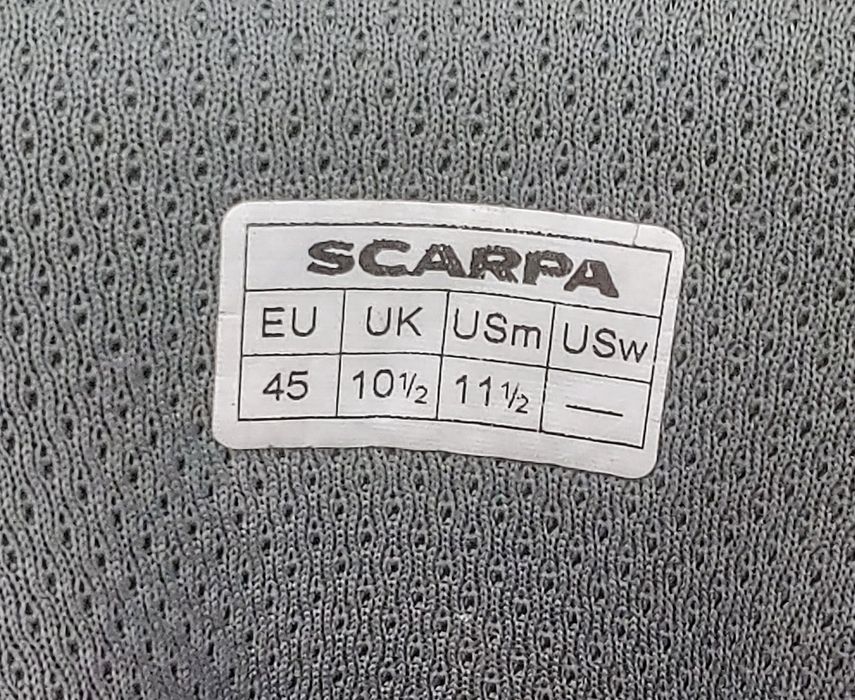 SCARPA
EU UK USm USw
45 10½ 11½ —